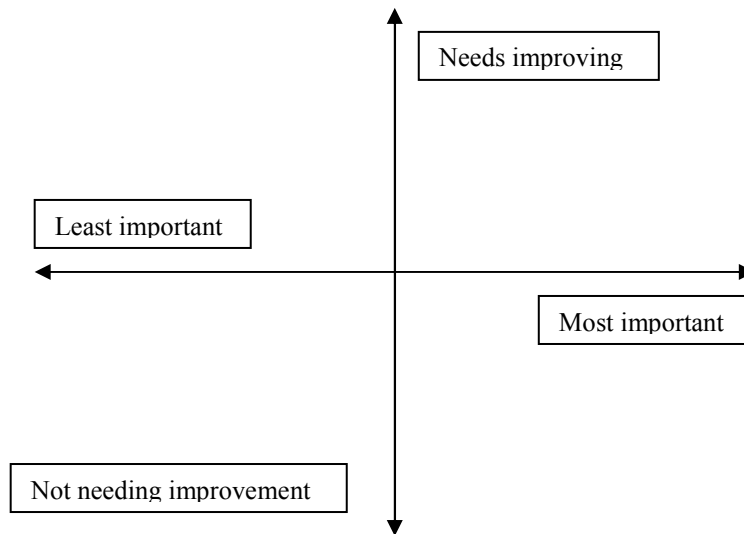 Needs improving
Least important
Most important
Not needing improvement